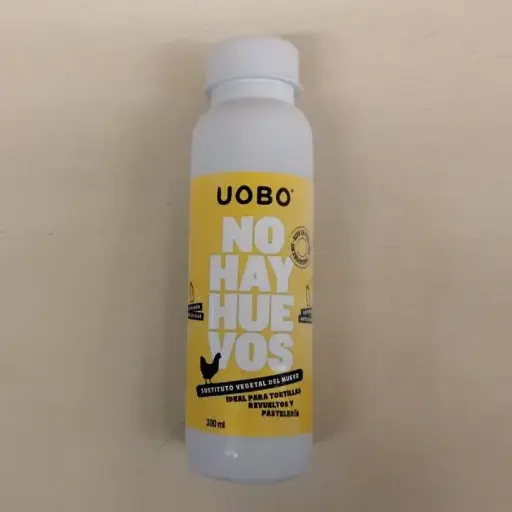 UOBO
NO
HAY
HUE
VOS
SUSTITUTO VEGETAL DEL HUEVO
IDEAL PARA TORTILLAS
REVUELTOS Y
PASTELERÍA
300 ml